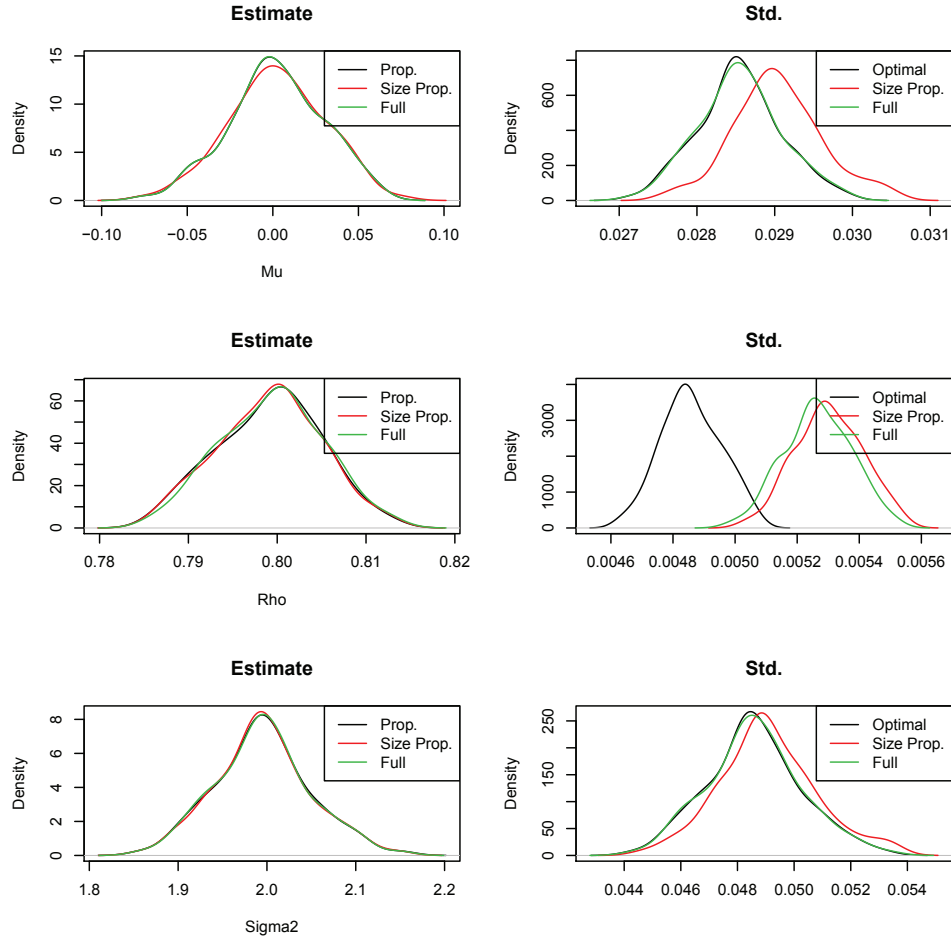 Estimate
Density
0 5 10 15
Prop.
Size Prop.
Full
−0.10 −0.05 0.00 0.05 0.10
Mu
Std.
Density
0 200 600
Optimal
Size Prop.
Full
0.027 0.028 0.029 0.030 0.031
Estimate
Density
0 20 40 60
Prop.
Size Prop.
Full
0.78 0.79 0.80 0.81 0.82
Rho
Std.
Density
0 1000 3000
Optimal
Size Prop.
Full
0.0046 0.0048 0.0050 0.0052 0.0054 0.0056
Estimate
Density
0 2 4 6 8
Prop.
Size Prop.
Full
1.8 1.9 2.0 2.1 2.2
Sigma2
Std.
Density
0 50 150 250
Optimal
Size Prop.
Full
0.044 0.046 0.048 0.050 0.052 0.054